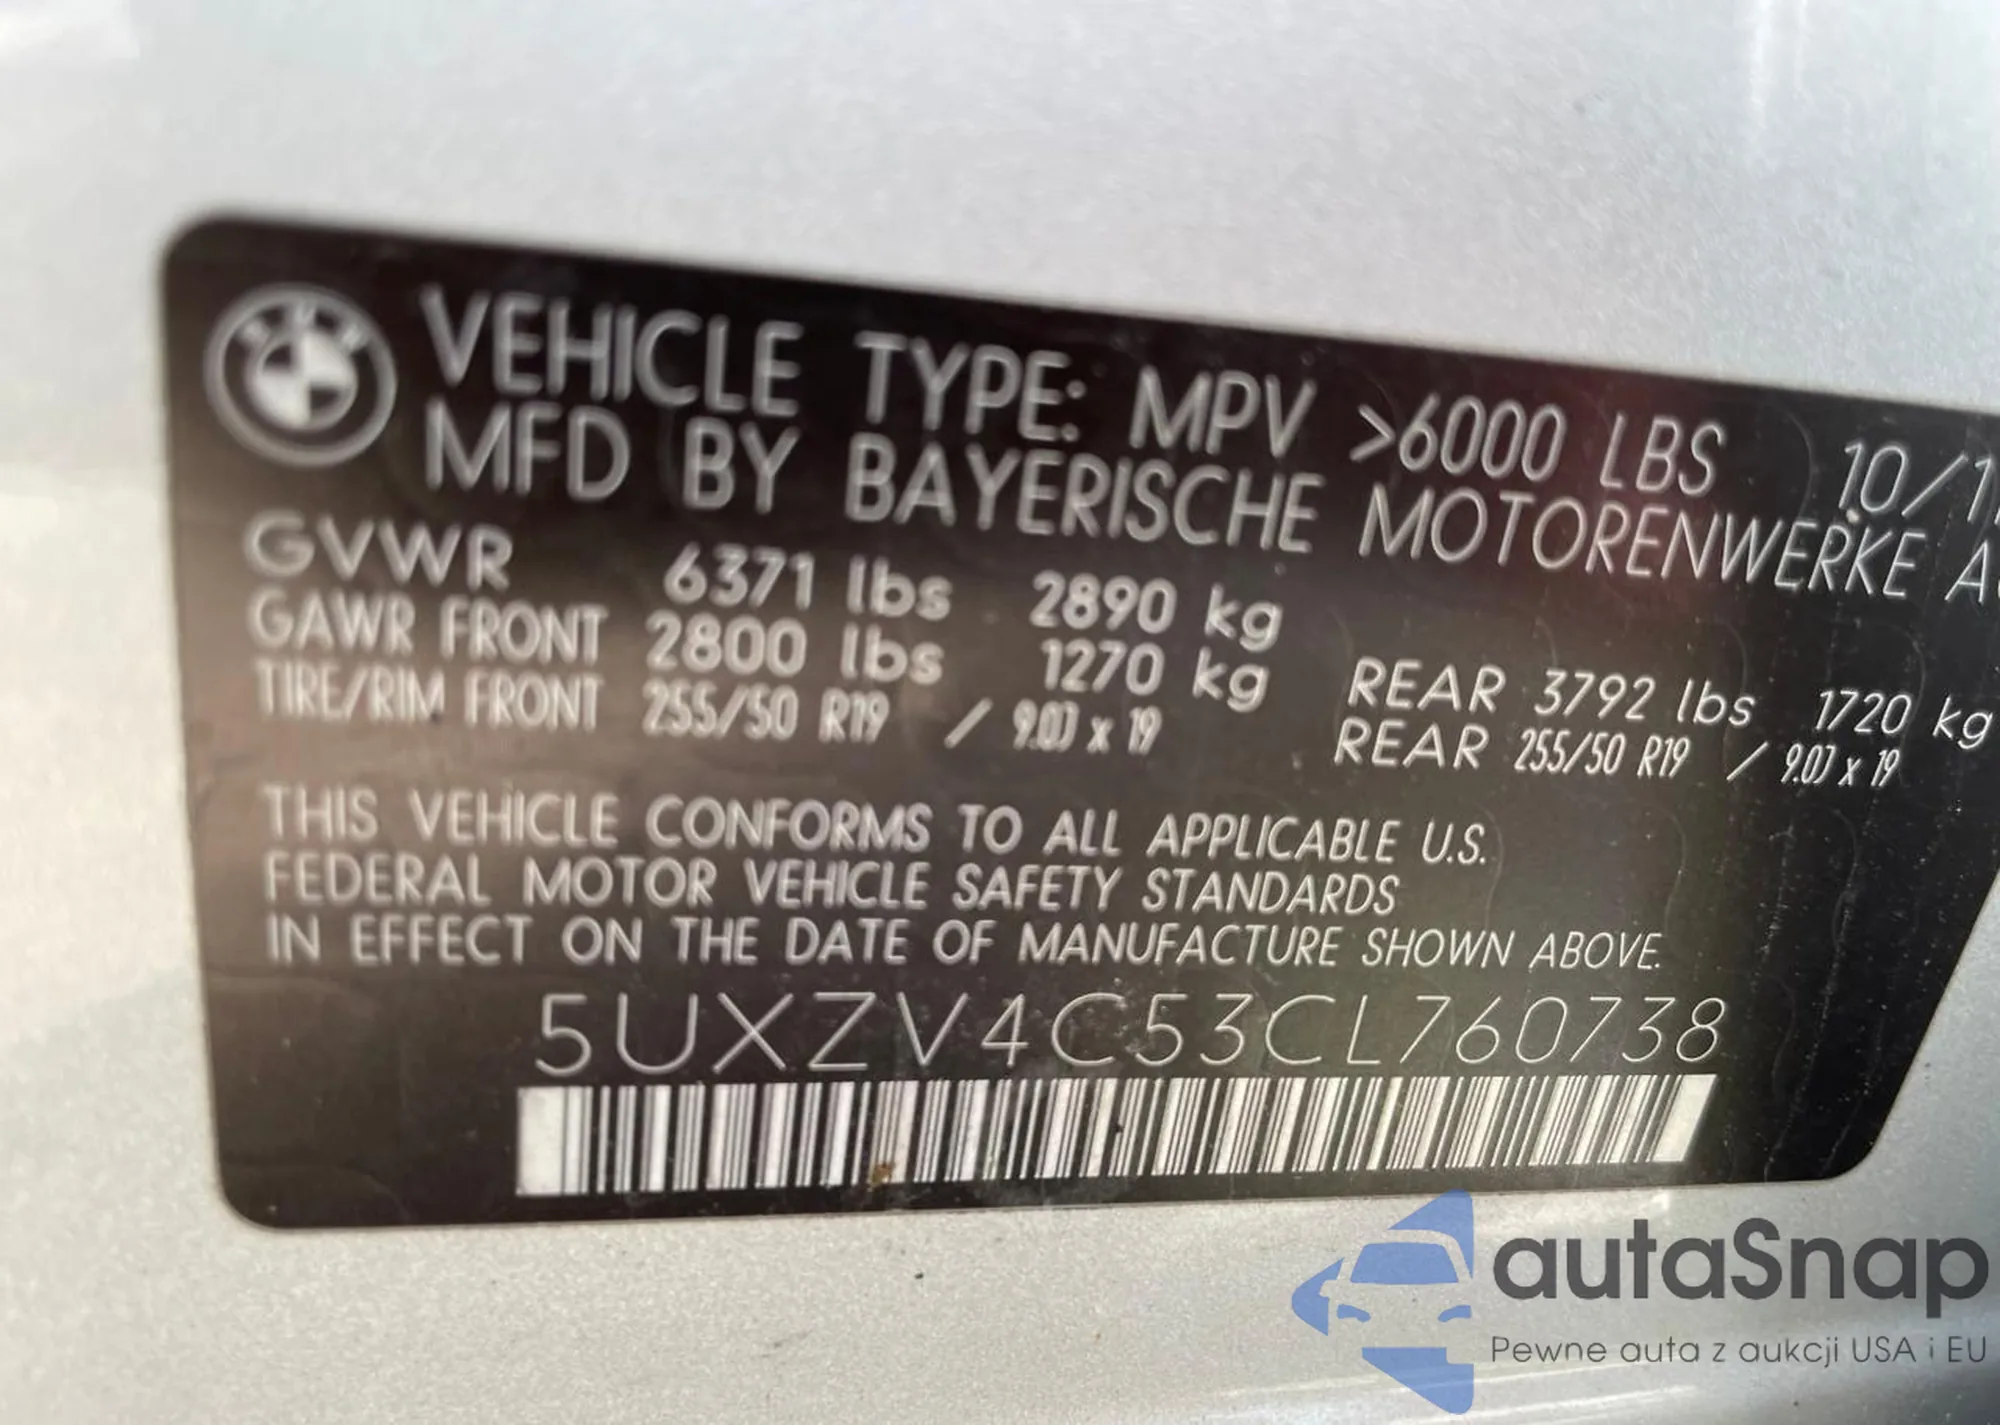 VEHICLE TYPE: MPV >6000 LBS 10/11
MFD BY BAYERISCHE MOTORENWERKE
GVWR 6371 lbs 2890 kg
GAWR FRONT 2800 lbs 1270 kg REAR 3792 lbs 1720 kg
TIRE/RIM FRONT 255/50 R19 / 9.0J x 19 REAR 255/50 R19 / 9.0J x 19
THIS VEHICLE CONFORMS TO ALL APPLICABLE U.S.
FEDERAL MOTOR VEHICLE SAFETY STANDARDS
IN EFFECT ON THE DATE OF MANUFACTURE SHOWN ABOVE.
5UXZV4C53CL760738
autaSnap
Pewne auta z aukcji USA i EU